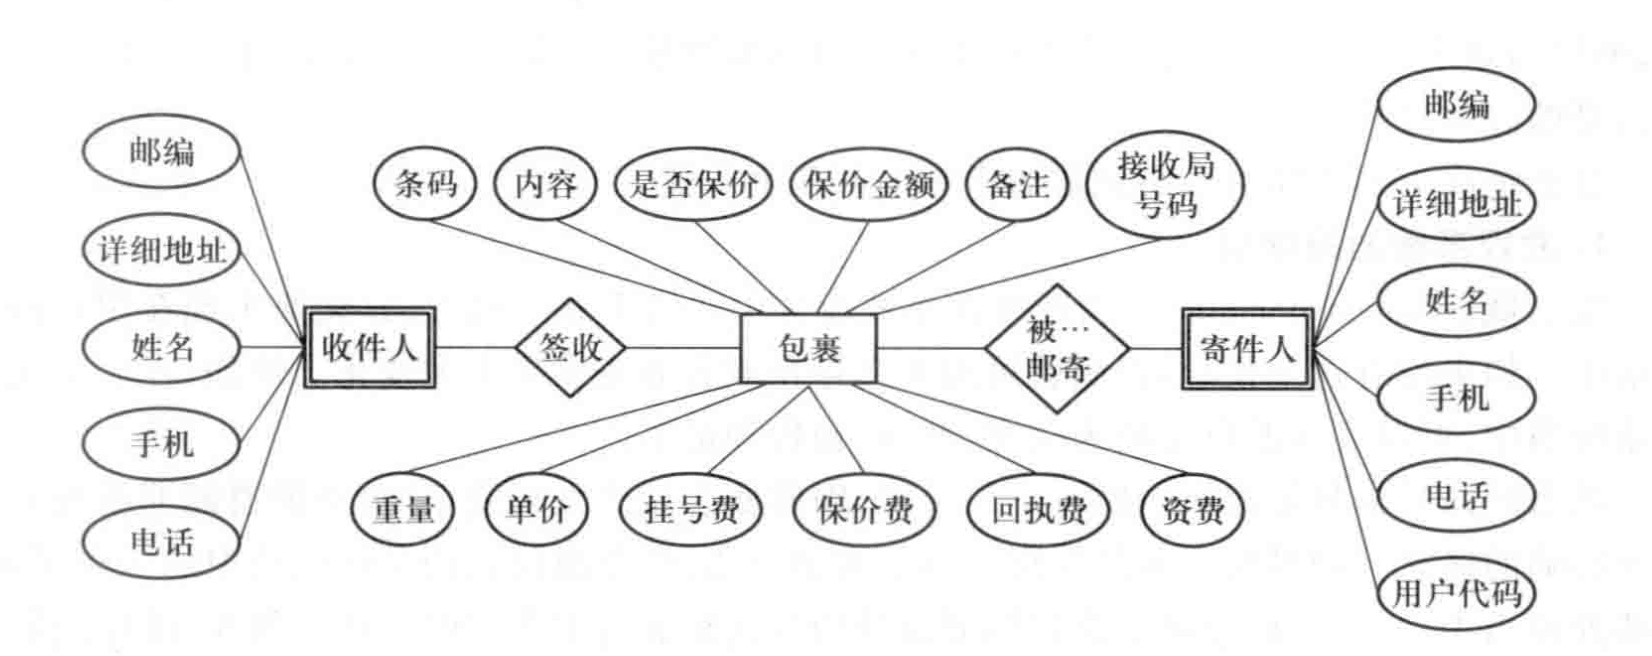 邮编
详细地址
姓名
手机
电话
收件人
签收
条码
内容
是否保价
保价金额
备注
接收局
号码
包裹
重量
单价
挂号费
保价费
回执费
资费
被…
邮寄
寄件人
邮编
详细地址
姓名
手机
电话
用户代码